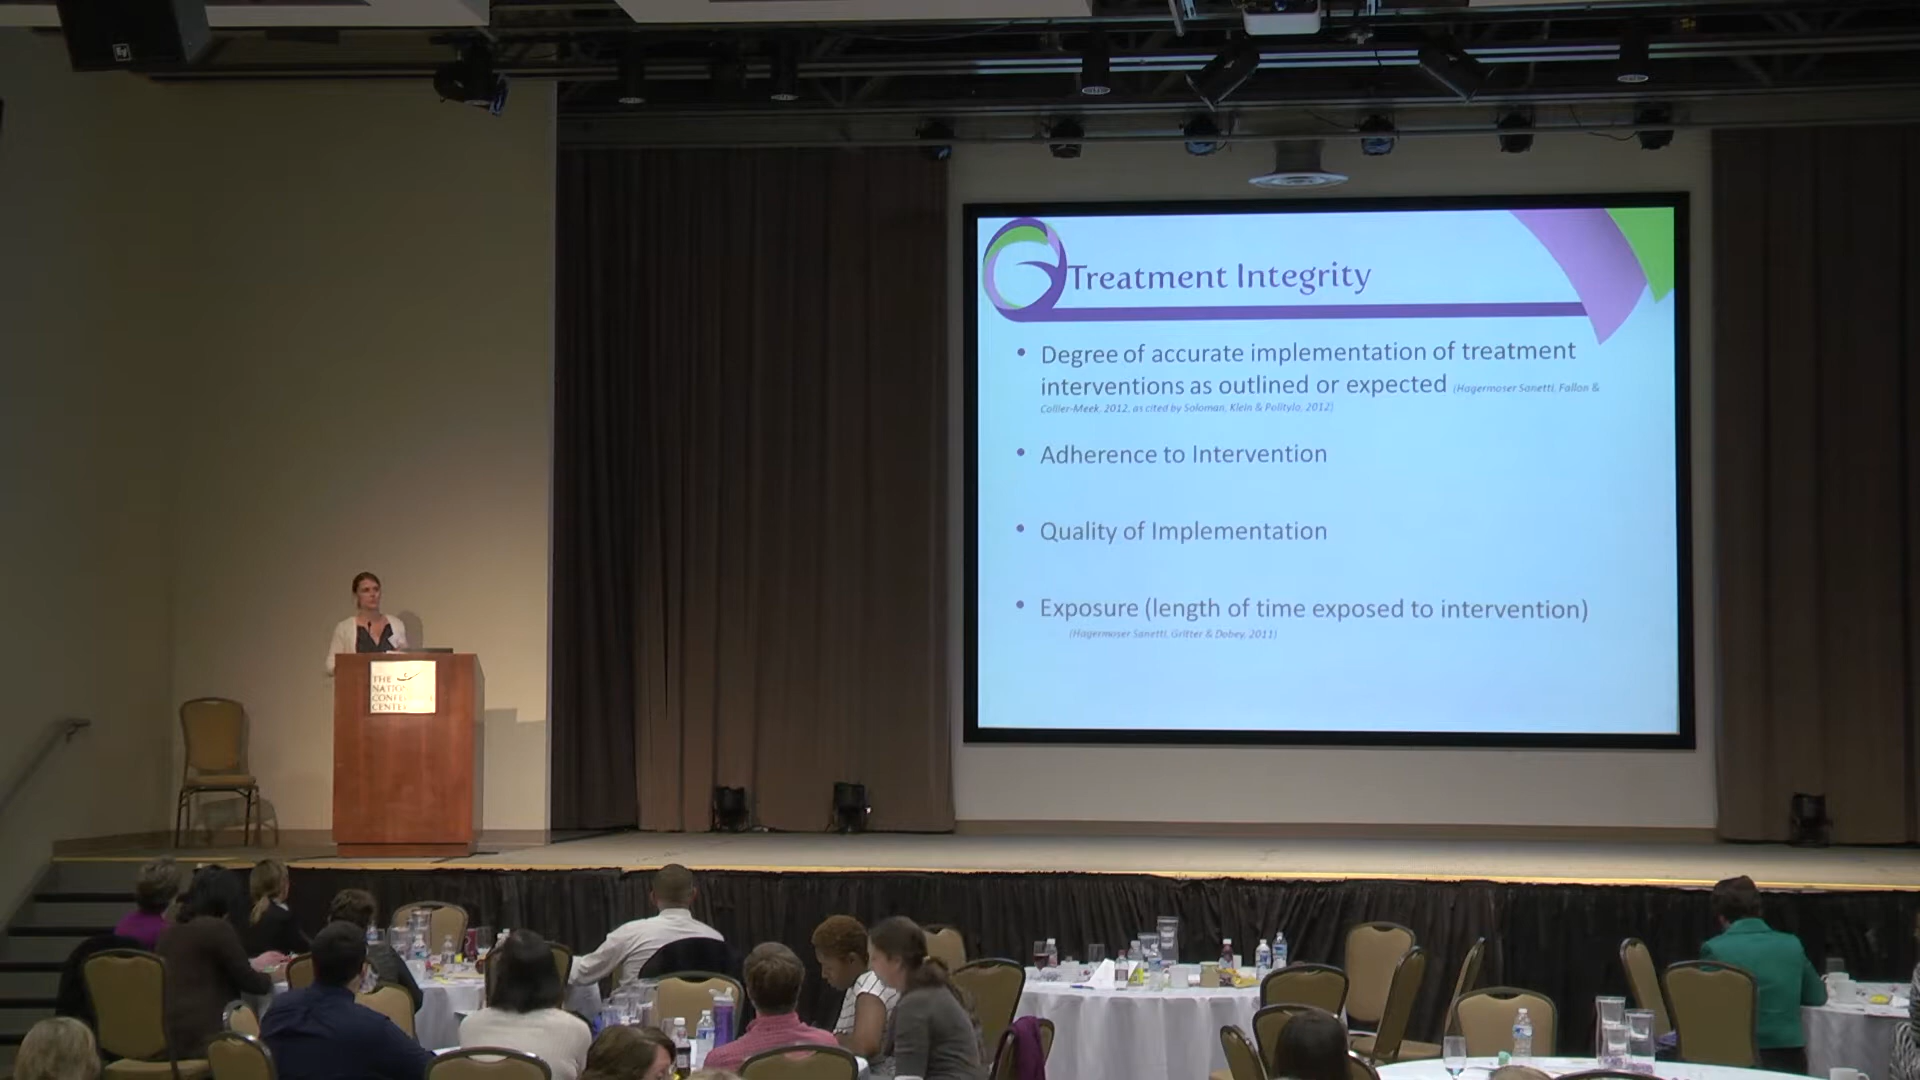 Treatment Integrity
• Degree of accurate implementation of treatment
interventions as outlined or expected (Hagermoser Sanetti, Fallon &
Collier-Meek, 2012, as cited by Soloman, Klein & Politylo, 2012)
• Adherence to Intervention
• Quality of Implementation
• Exposure (length of time exposed to intervention)
(Hagermoser Sanetti, Gritter & Dobey, 2011)
THE